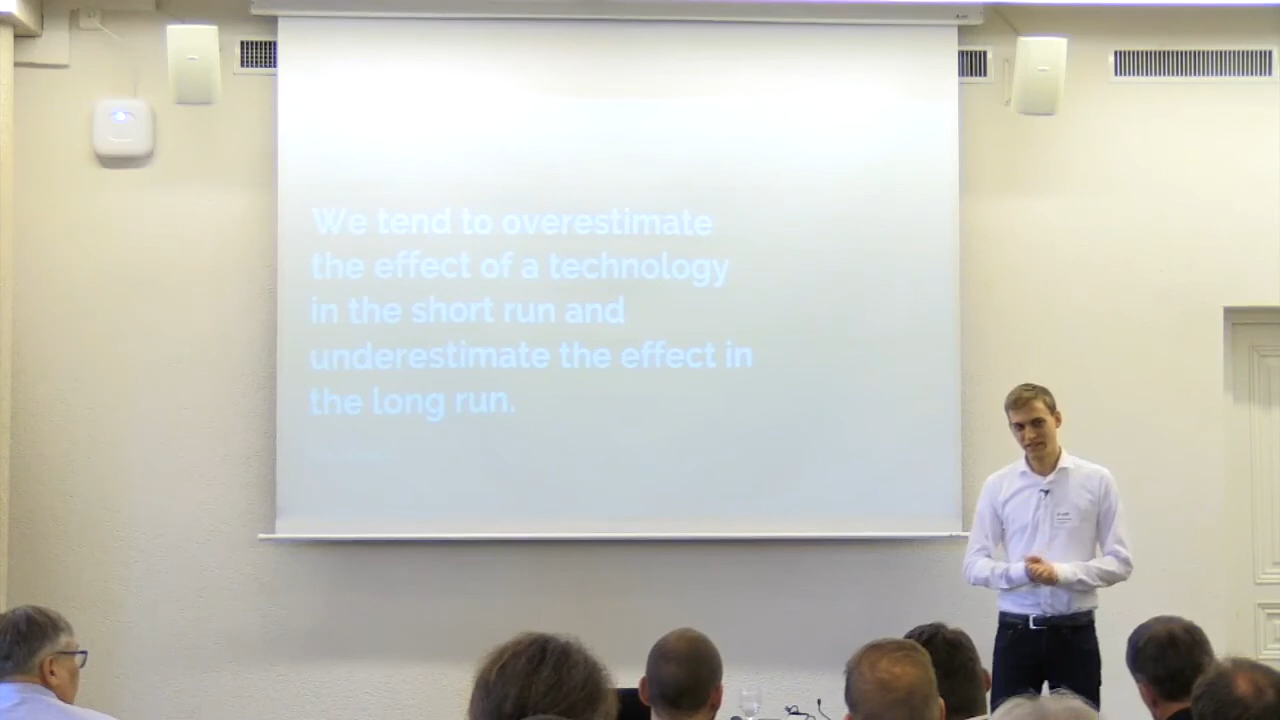 We tend to overestimate
the effect of a technology
in the short run and
underestimate the effect in
the long run.